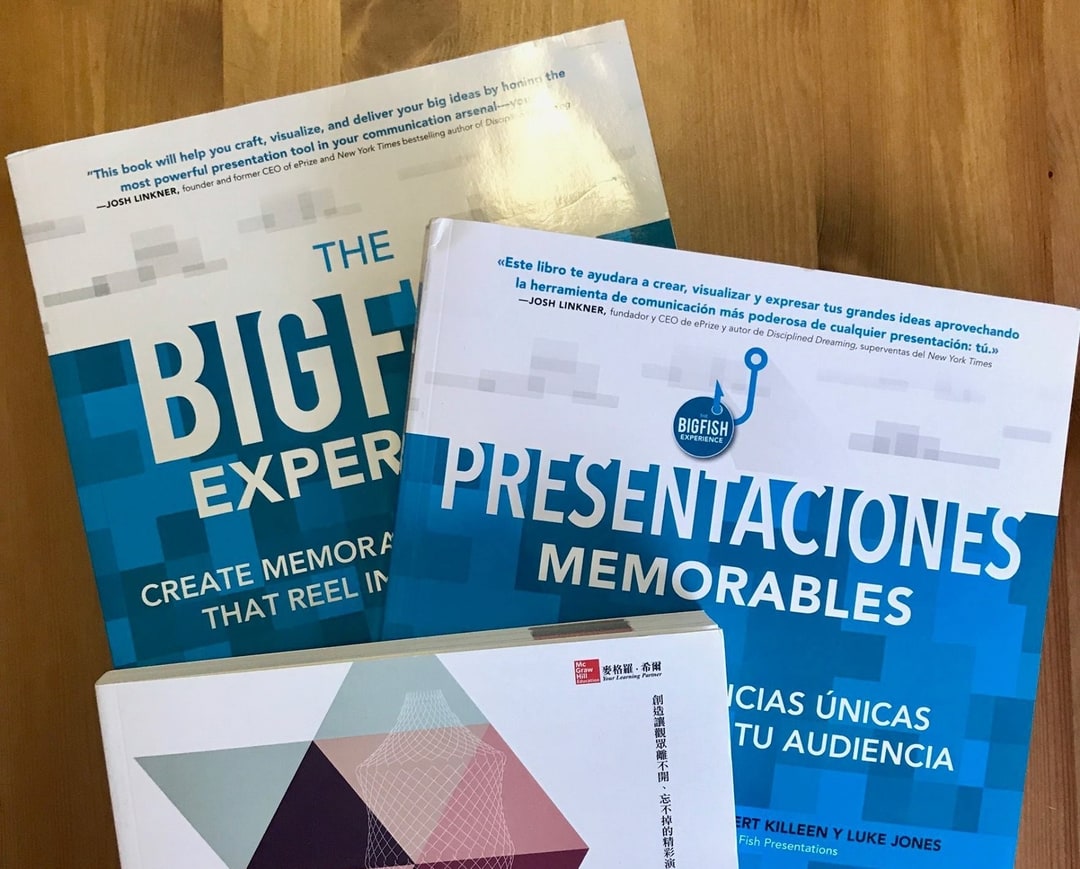 "This book will help you craft, visualize, and deliver your big ideas by honing the
most powerful presentation tool in your communication arsenal—
—JOSH LINKNER, founder and former CEO of ePrize and New York Times bestselling author of
THE
BIGF
EXPER
CREATE MEMORA
THAT REEL IN
«Este libro te ayudara a crear, visualizar y expresar tus grandes ideas aprovechando
la herramienta de comunicación más poderosa de cualquier presentación: tú.»
—JOSH LINKNER, fundador y CEO de ePrize y autor de Disciplined Dreaming, superventas del New York Times
THE
BIGFISH
EXPERIENCE
PRESENTACIONES
MEMORABLES
NCIAS ÚNICAS
TU AUDIENCIA
ERT KILLEEN Y LUKE JONES
Fish Presentations
Mc
Graw
Hill
Education
麥格羅·希爾
Your Learning Partner
創造讓觀眾離不開、忘不掉的精彩演